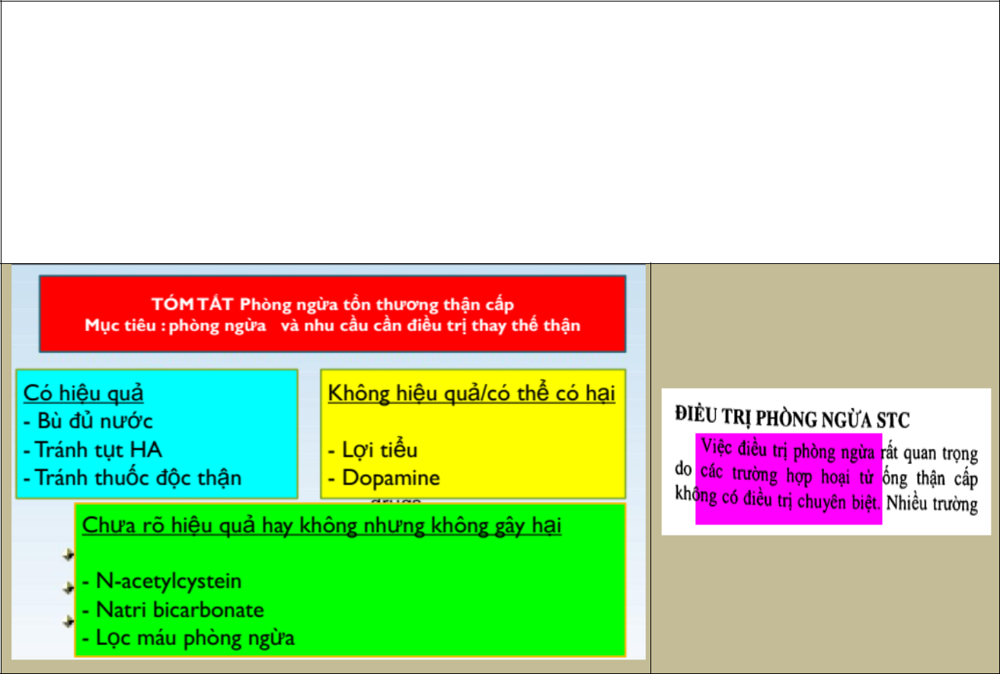 TÓM TẮT Phòng ngừa tổn thương thận cấp
Mục tiêu : phòng ngừa và nhu cầu cần điều trị thay thế thận
Có hiệu quả
- Bù đủ nước
- Tránh tụt HA
- Tránh thuốc độc thận
Không hiệu quả/có thể có hại
- Lợi tiểu
- Dopamine
Chưa rõ hiệu quả hay không nhưng không gây hại
- N-acetylcystein
- Natri bicarbonate
- Lọc máu phòng ngừa
ĐIỀU TRỊ PHÒNG NGỪA STC
Việc điều trị phòng ngừa rất quan trọng
do các trường hợp hoại tử ống thận cấp
không có điều trị chuyên biệt. Nhiều trường